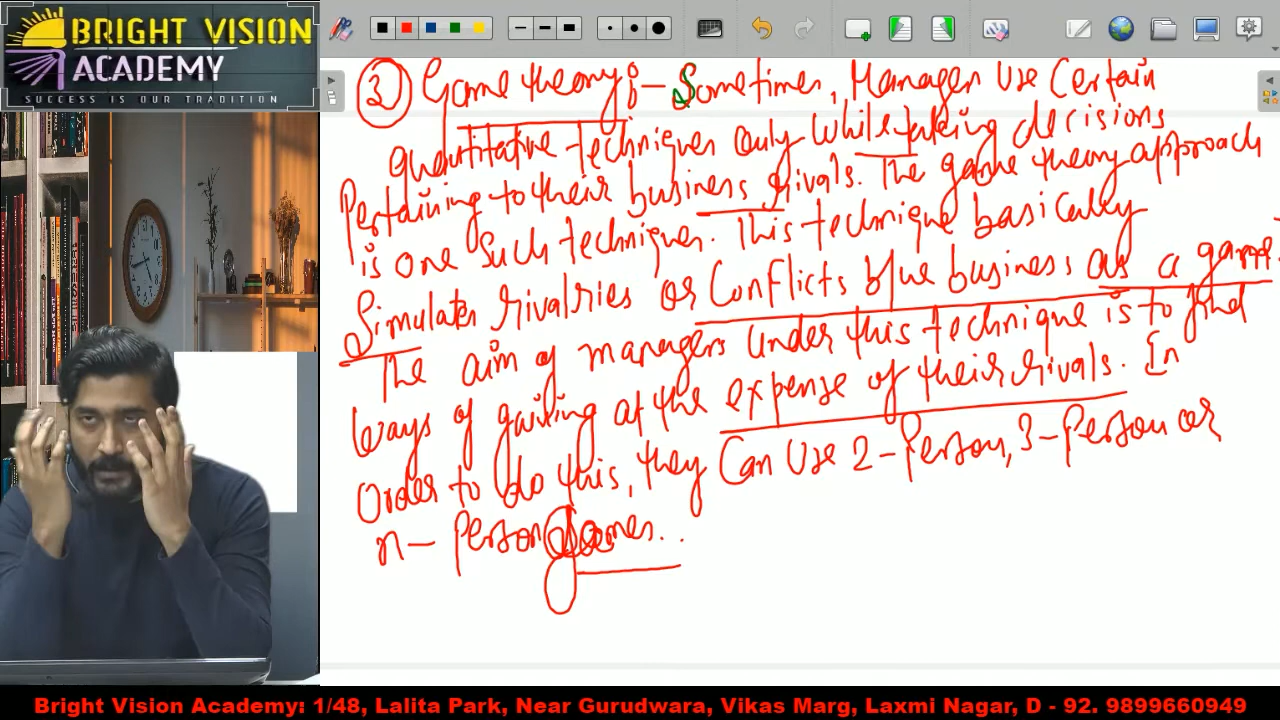 BRIGHT VISION
ACADEMY
SUCCESS IS OUR TRADITION
3 Game theory:- Sometimes, Manager use Certain
quantitative techniques only while taking decisions
Pertaining to their business rivals. The game theory approach
is one such techniques. This technique basically
Simulates rivalries or Conflicts b/w business as a game.
The aim of managers under this technique is to find
ways of gaining at the expense of their rivals. In
order to do this, they Can use 2-Person, 3-Person or
n- Person games..
Bright Vision Academy: 1/48, Lalita Park, Near Gurudwara, Vikas Marg, Laxmi Nagar, D - 92. 9899660949